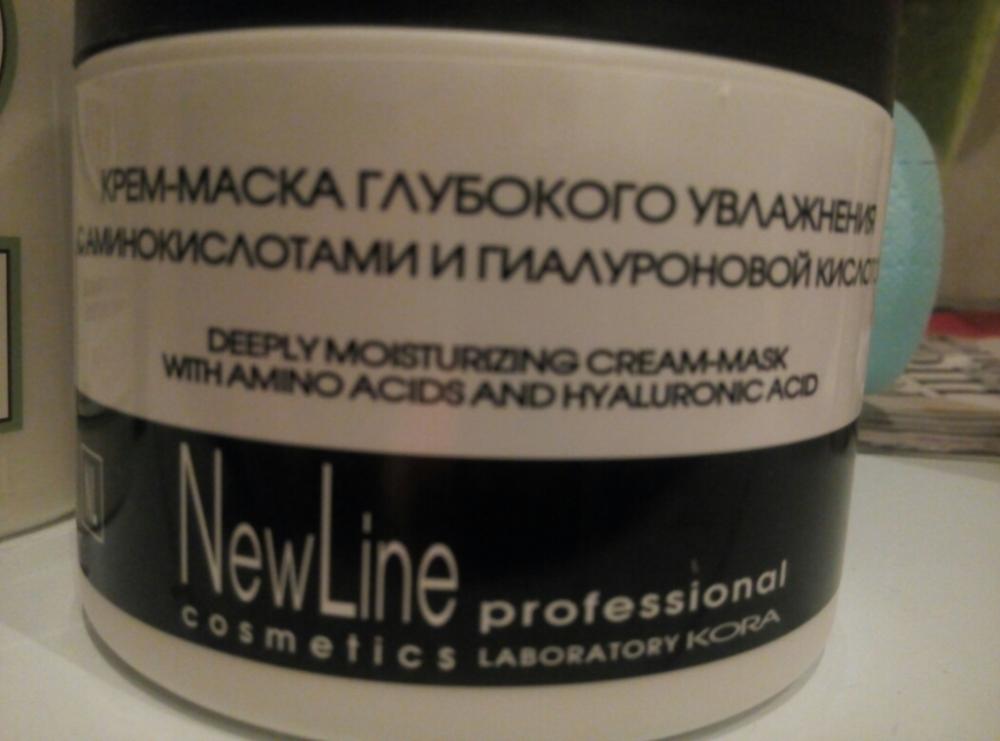 КРЕМ-МАСКА ГЛУБОКОГО УВЛАЖНЕНИЯ
С АМИНОКИСЛОТАМИ И ГИАЛУРОНОВОЙ
DEEPLY MOISTURIZING CREAM-MASK
WITH AMINO ACIDS AND HYALURONIC ACID
NewLine
professional
cosmetics
LABORATORY KORA